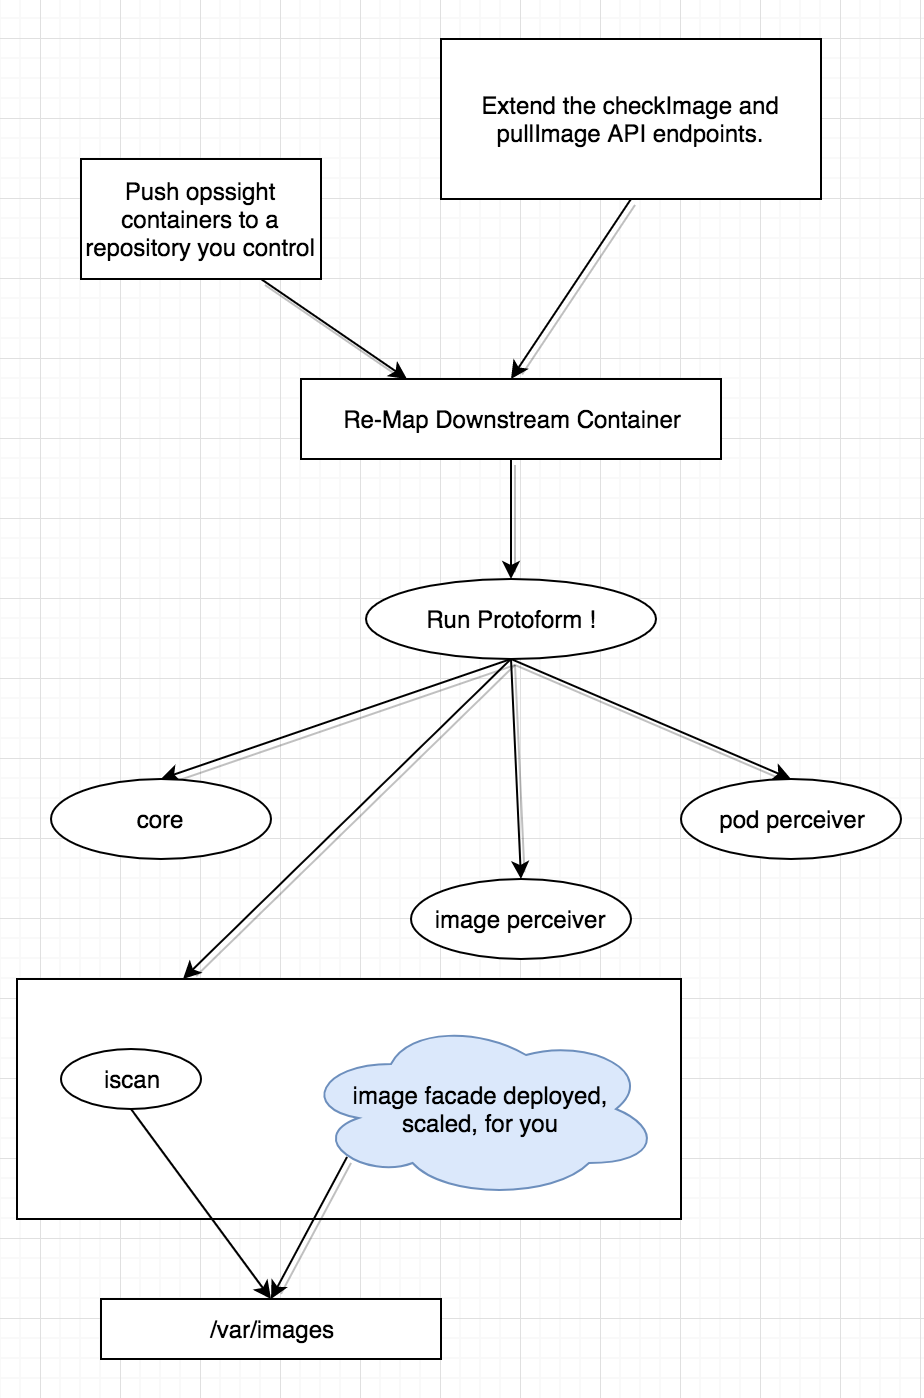 Extend the checkImage and
pullImage API endpoints.
Push opssight
containers to a
repository you control
Re-Map Downstream Container
Run Protoform !
core
pod perceiver
image perceiver
iscan
image facade deployed,
scaled, for you
/var/images